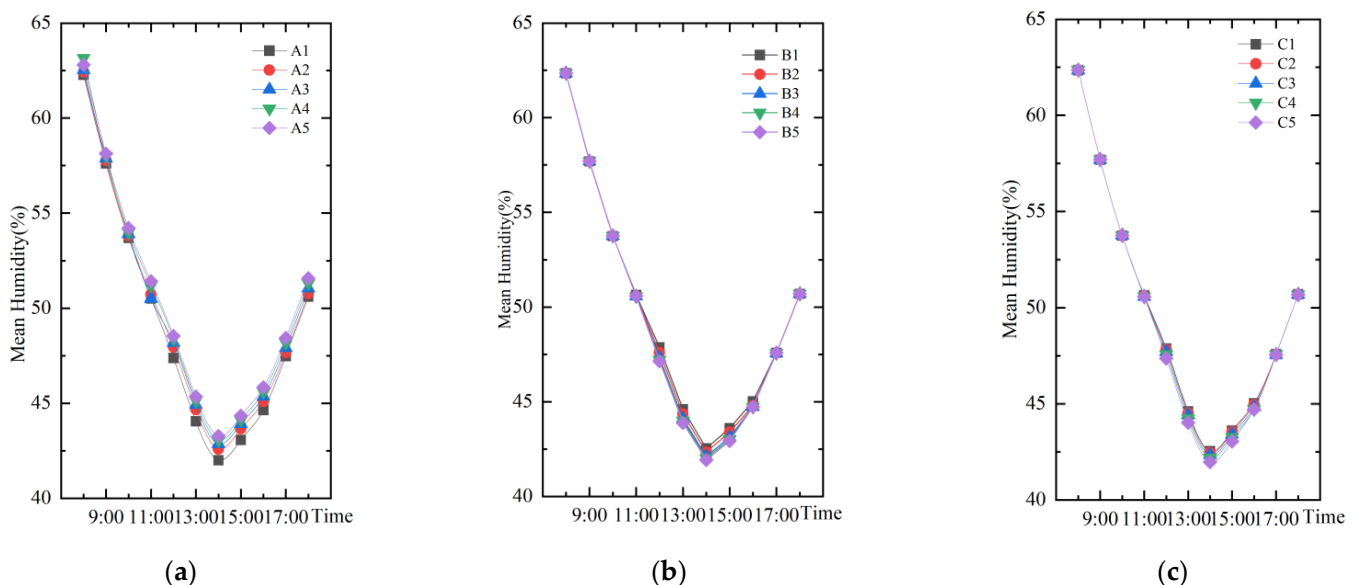 65
60
55
50
45
40
Mean Humidity(%)
A1
A2
A3
A4
A5
9:00 11:00 13:00 15:00 17:00 Time
(a)
65
60
55
50
45
40
Mean Humidity(%)
B1
B2
B3
B4
B5
9:00 11:00 13:00 15:00 17:00 Time
(b)
65
60
55
50
45
40
Mean Humidity(%)
C1
C2
C3
C4
C5
9:00 11:00 13:00 15:00 17:00 Time
(c)